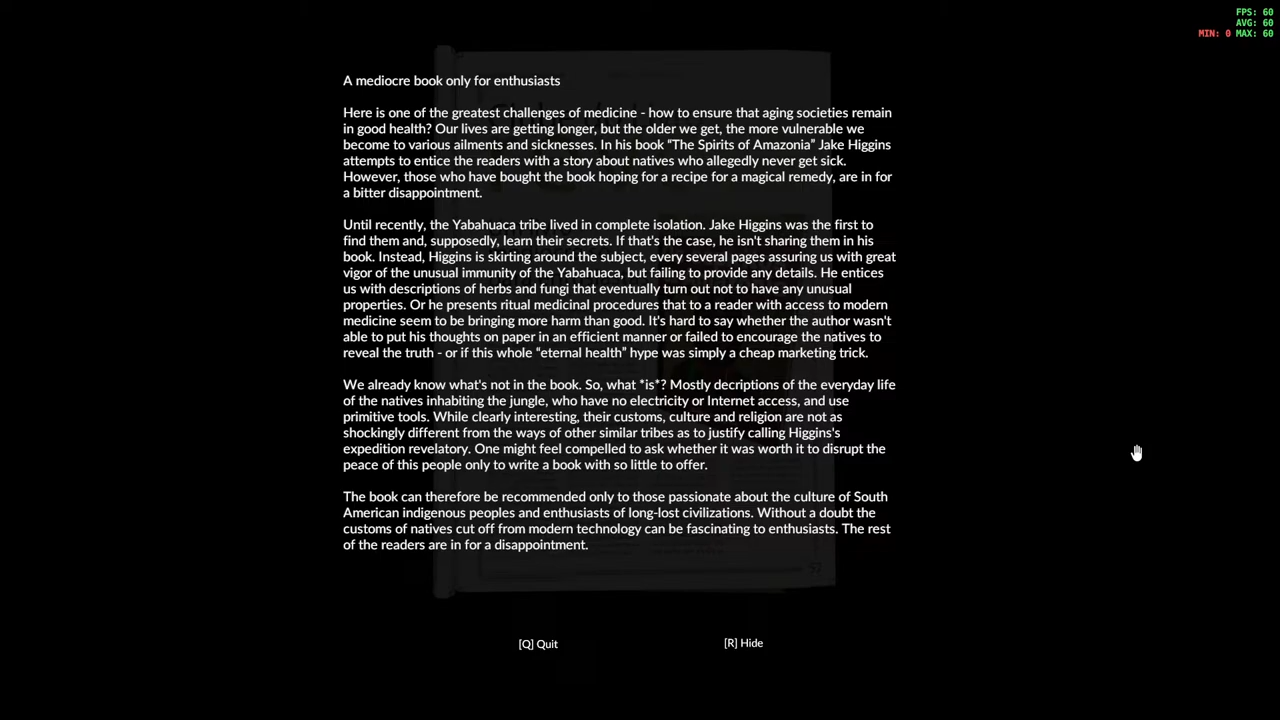 FPS: 60
AVG: 60
MIN: 0 MAX: 60
A mediocre book only for enthusiasts
Here is one of the greatest challenges of medicine - how to ensure that aging societies remain
in good health? Our lives are getting longer, but the older we get, the more vulnerable we
become to various ailments and sicknesses. In his book “The Spirits of Amazonia” Jake Higgins
attempts to entice the readers with a story about natives who allegedly never get sick.
However, those who have bought the book hoping for a recipe for a magical remedy, are in for
a bitter disappointment.
Until recently, the Yabahuaca tribe lived in complete isolation. Jake Higgins was the first to
find them and, supposedly, learn their secrets. If that's the case, he isn't sharing them in his
book. Instead, Higgins is skirting around the subject, every several pages assuring us with great
vigor of the unusual immunity of the Yabahuaca, but failing to provide any details. He entices
us with descriptions of herbs and fungi that eventually turn out not to have any unusual
properties. Or he presents ritual medicinal procedures that to a reader with access to modern
medicine seem to be bringing more harm than good. It's hard to say whether the author wasn't
able to put his thoughts on paper in an efficient manner or failed to encourage the natives to
reveal the truth - or if this whole “eternal health” hype was simply a cheap marketing trick.
We already know what's not in the book. So, what *is*? Mostly decriptions of the everyday life
of the natives inhabiting the jungle, who have no electricity or Internet access, and use
primitive tools. While clearly interesting, their customs, culture and religion are not as
shockingly different from the ways of other similar tribes as to justify calling Higgins's
expedition revelatory. One might feel compelled to ask whether it was worth it to disrupt the
peace of this people only to write a book with so little to offer.
The book can therefore be recommended only to those passionate about the culture of South
American indigenous peoples and enthusiasts of long-lost civilizations. Without a doubt the
customs of natives cut off from modern technology can be fascinating to enthusiasts. The rest
of the readers are in for a disappointment.
[Q] Quit
[R] Hide